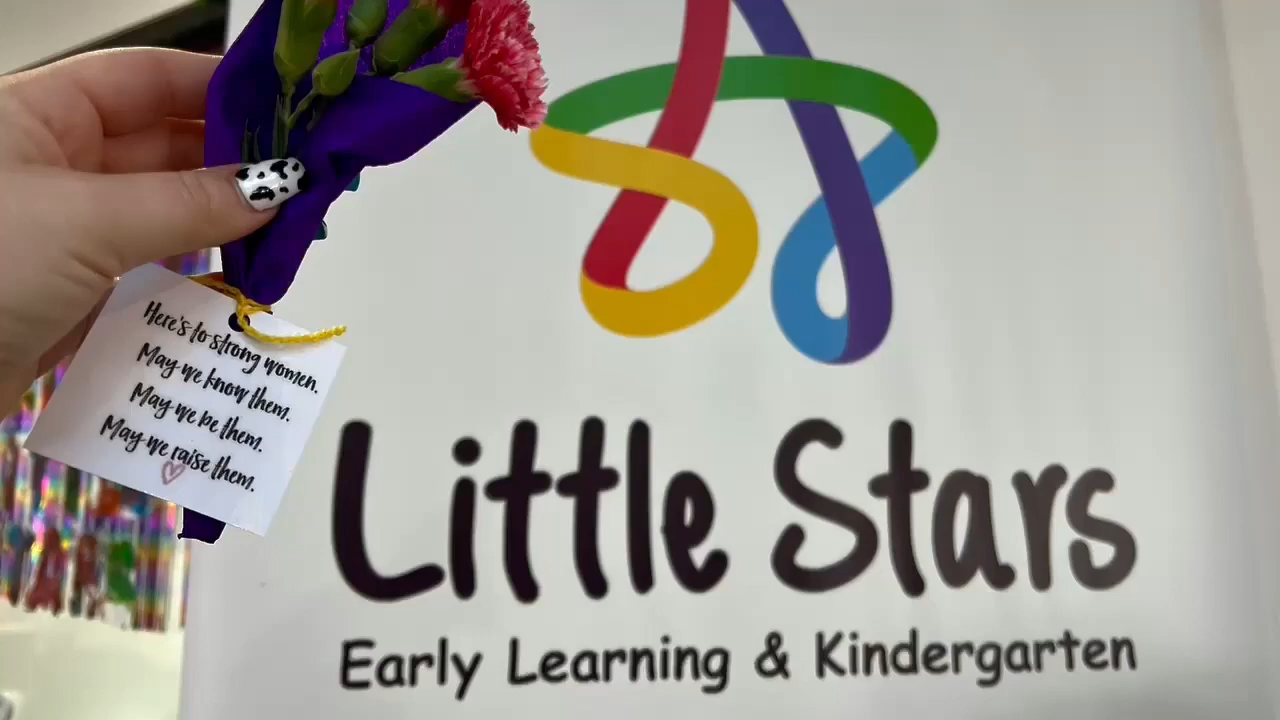 Here's to strong women.
May we know them.
May we be them.
May we raise them.
Little Stars
Early Learning & Kindergarten